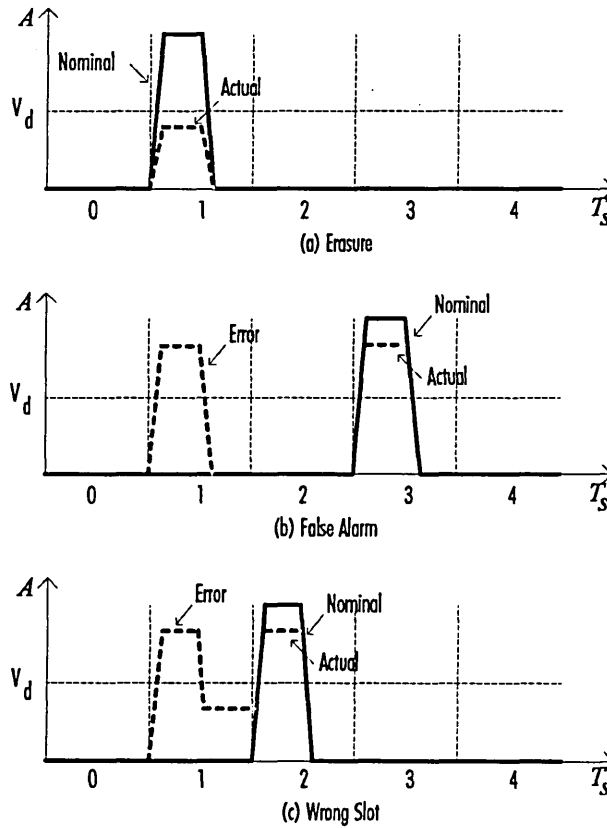 A
Nominal
Actual
V_d
0 1 2 3 4 T_s
(a) Erasure
A
Error
Nominal
Actual
V_d
0 1 2 3 4 T_s
(b) False Alarm
A
Error
Nominal
Actual
V_d
0 1 2 3 4 T_s
(c) Wrong Slot